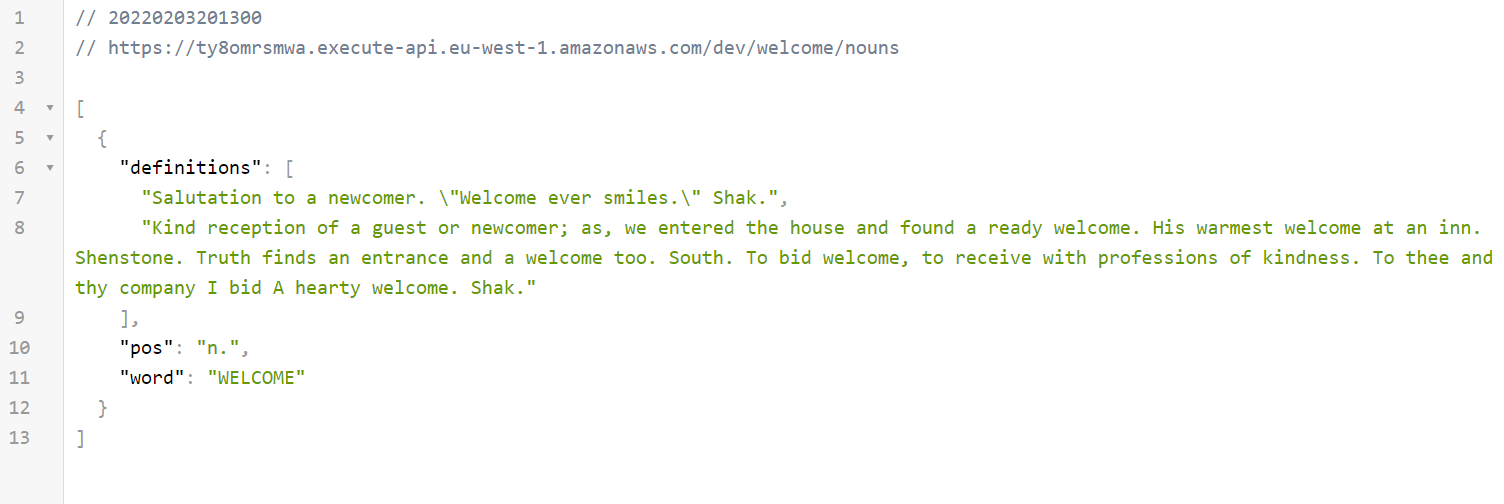 1 // 20220203201300
2 // https://ty8omrsmwa.execute-api.eu-west-1.amazonaws.com/dev/welcome/nouns
3
4 [
5 {
6 "definitions": [
7 "Salutation to a newcomer. \"Welcome ever smiles.\" Shak.",
8 "Kind reception of a guest or newcomer; as, we entered the house and found a ready welcome. His warmest welcome at an inn.
Shenstone. Truth finds an entrance and a welcome too. South. To bid welcome, to receive with professions of kindness. To thee and
thy company I bid A hearty welcome. Shak."
9 ],
10 "pos": "n.",
11 "word": "WELCOME"
12 }
13 ]